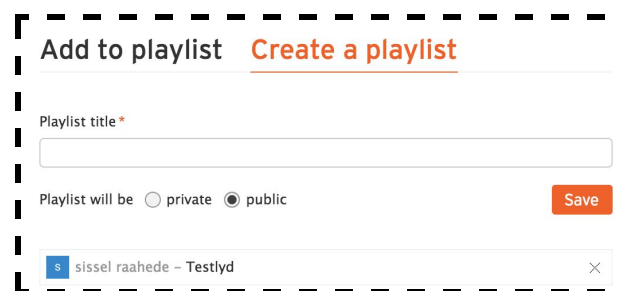 Add to playlist Create a playlist
Playlist title *
Playlist will be private public Save
s sissel raahede – Testlyd